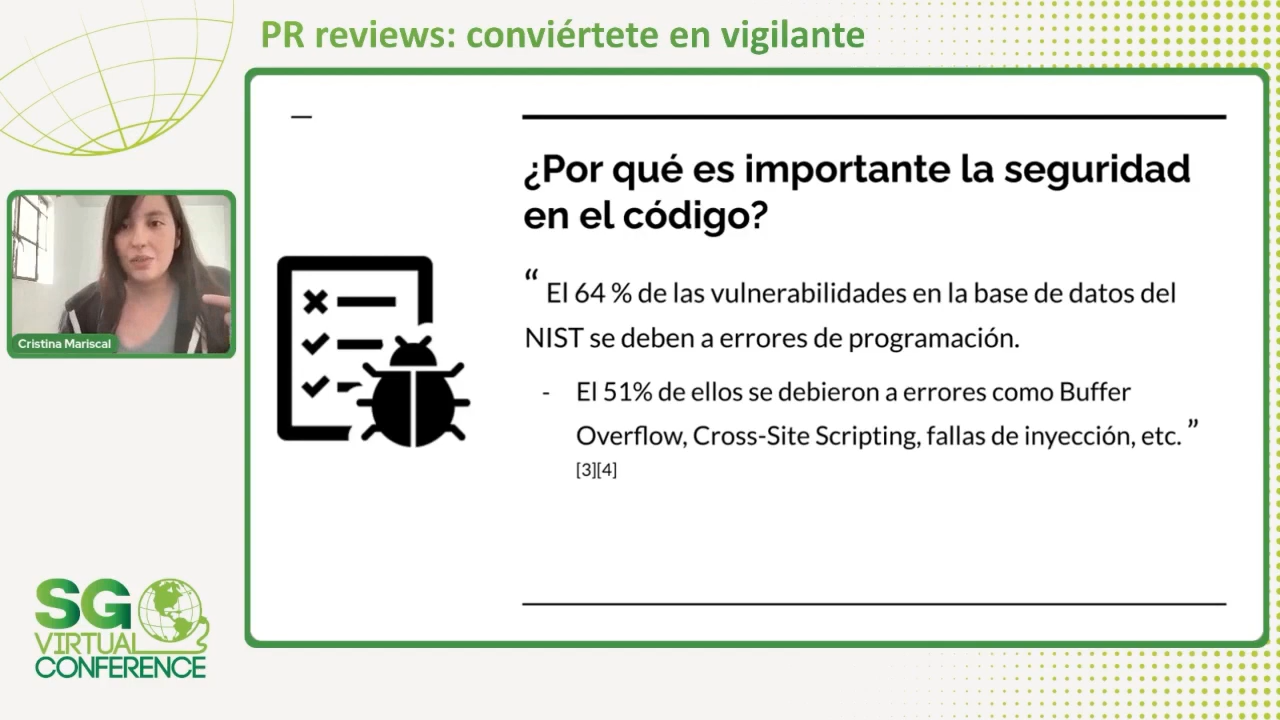 PR reviews: conviértete en vigilante
¿Por qué es importante la seguridad
en el código?
“ El 64 % de las vulnerabilidades en la base de datos del
NIST se deben a errores de programación.
- El 51% de ellos se debieron a errores como Buffer
Overflow, Cross-Site Scripting, fallas de inyección, etc. ”
[3][4]
Cristina Mariscal
SG
VIRTUAL
CONFERENCE